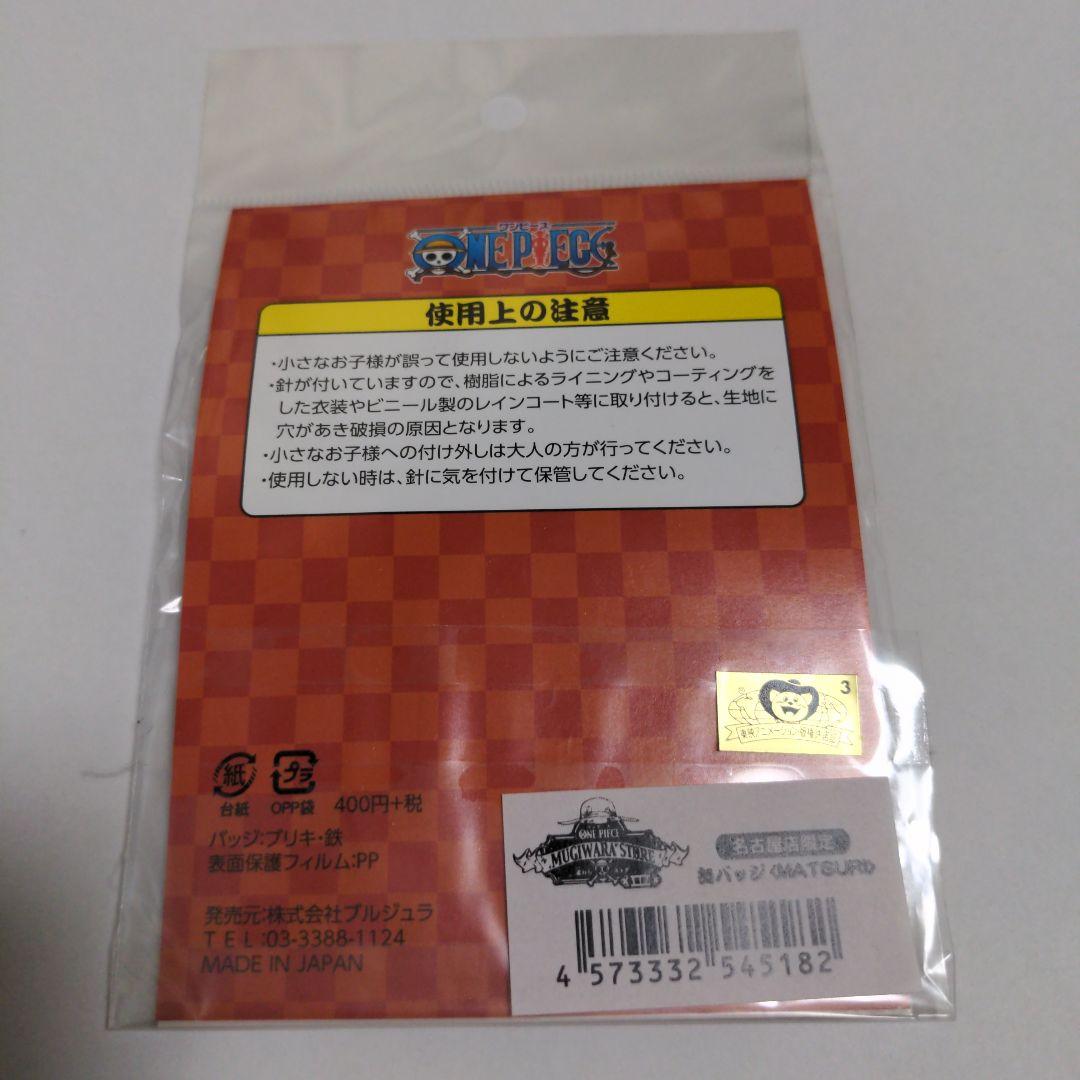 ワンピース
ONE PIECE
使用上の注意
・小さなお子様が誤って使用しないようにご注意ください。
・針が付いていますので、樹脂によるライニングやコーティングを
した衣装やビニール製のレインコート等に取り付けると、生地に
穴があき破損の原因となります。
・小さなお子様への付け外しは大人の方が行ってください。
・使用しない時は、針に気を付けて保管してください。
3
東映アニメーション
紙 プラ
台紙 OPP袋 400円+税
バッジ:ブリキ・鉄
表面保護フィルム:PP
発売元:株式会社ブルジュラ
TEL:03-3388-1124
MADE IN JAPAN
ONE PIECE
MUGIWARA STORE
名古屋店限定
缶バッジ〈MATSURI〉
4 573332 545182